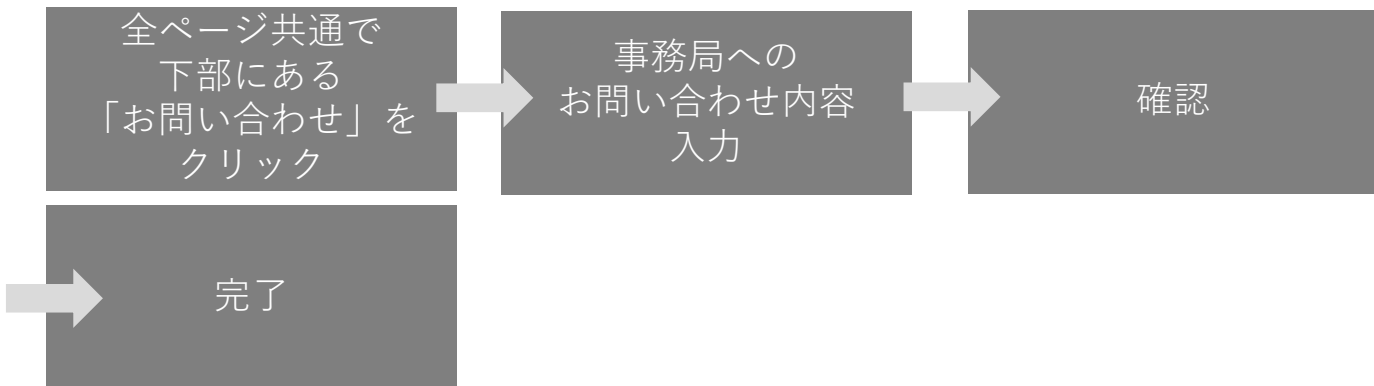 全ページ共通で
下部にある
「お問い合わせ」を
クリック
事務局への
お問い合わせ内容
入力
確認
完了